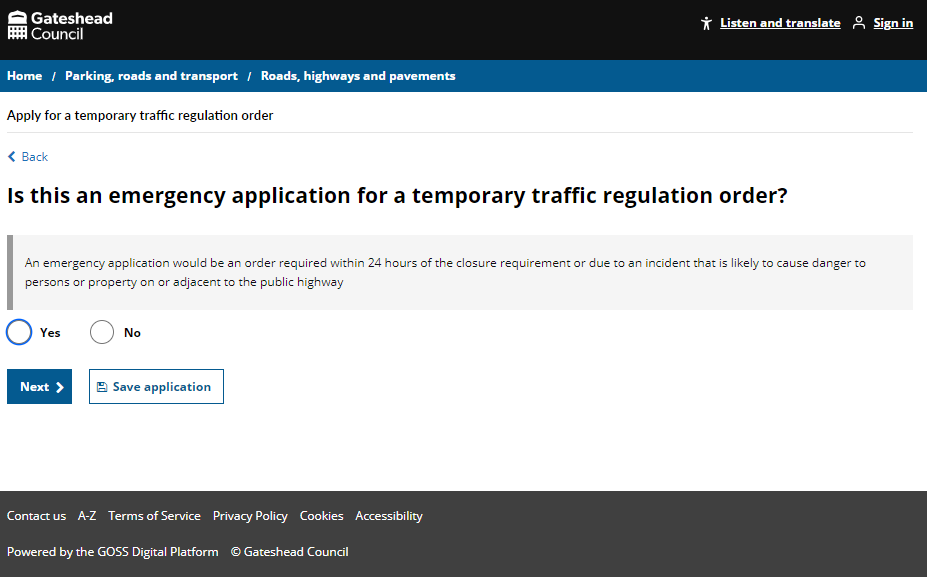 Gateshead
Council
Listen and translate Sign in
Home / Parking, roads and transport / Roads, highways and pavements
Apply for a temporary traffic regulation order
Back
Is this an emergency application for a temporary traffic regulation order?
An emergency application would be an order required within 24 hours of the closure requirement or due to an incident that is likely to cause danger to
persons or property on or adjacent to the public highway
Yes No
Next Save application
Contact us A-Z Terms of Service Privacy Policy Cookies Accessibility
Powered by the GOSS Digital Platform © Gateshead Council